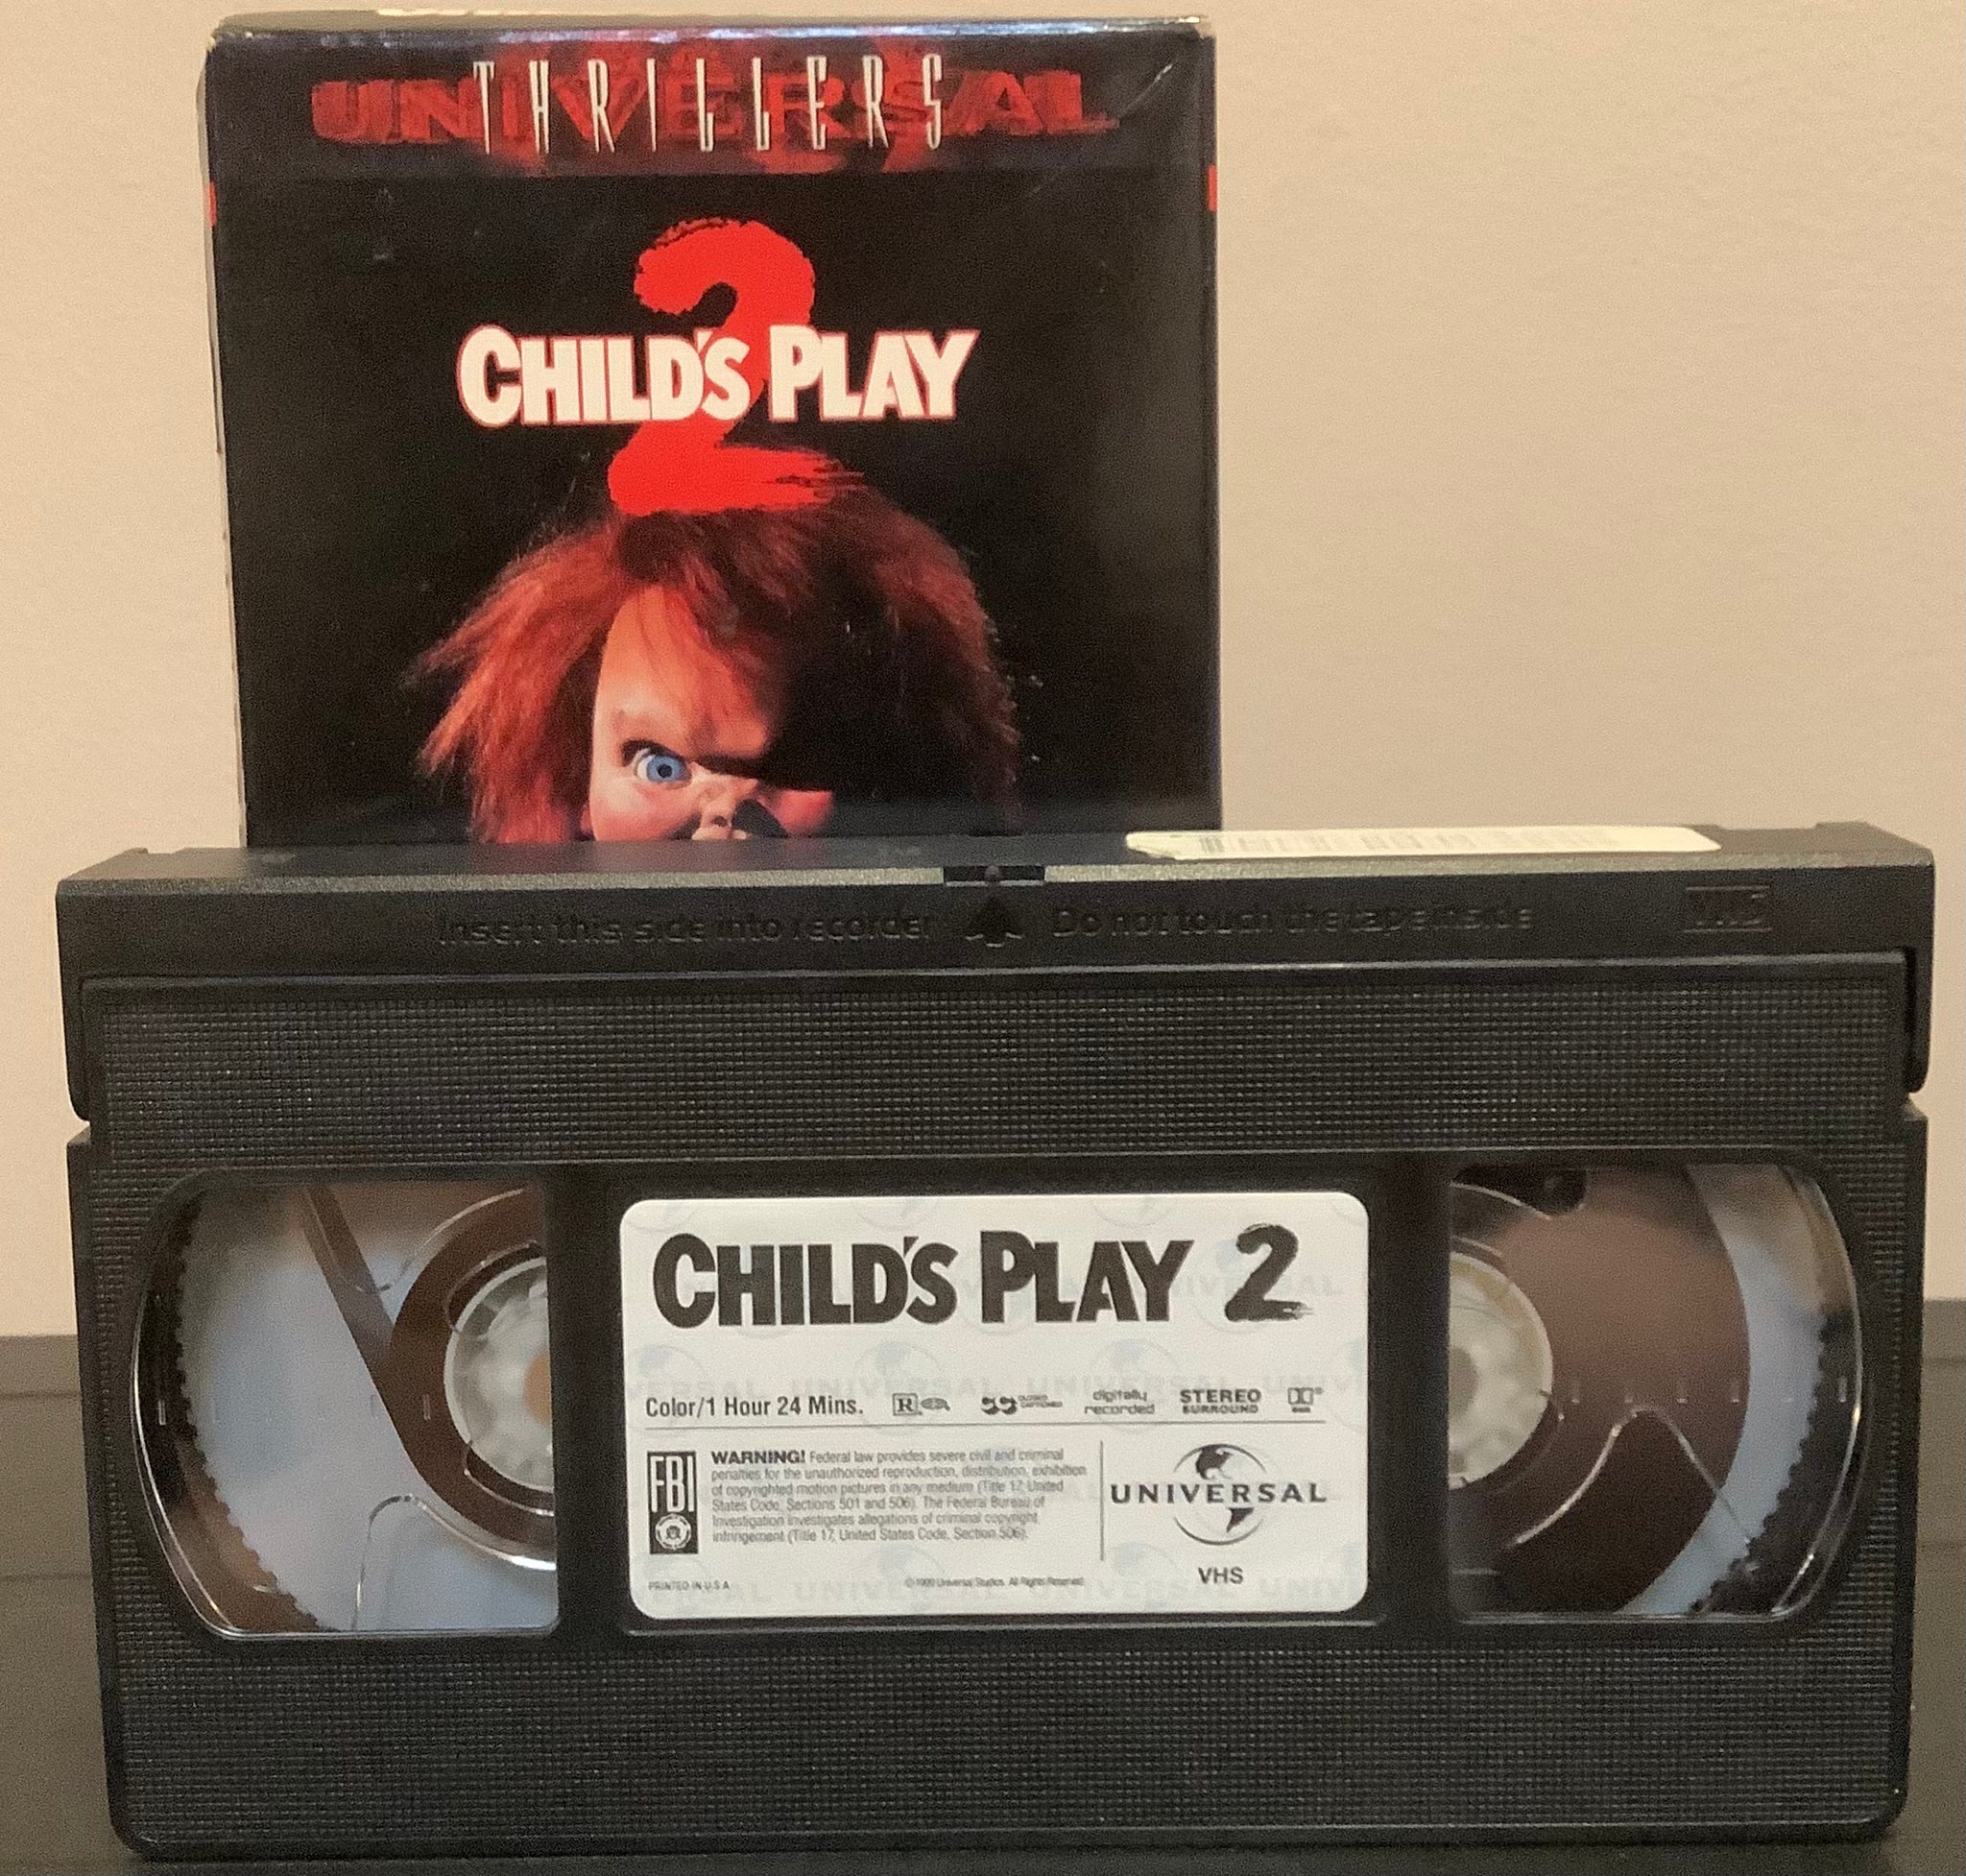 UNIVERSAL
THRILLERS
2
CHILD'S PLAY
Insert this side into recorder Do not touch the tape inside
VHS
CHILD'S PLAY 2
Color/1 Hour 24 Mins. R CLOSED CAPTIONED digitally recorded STEREO SURROUND
FBI
WARNING! Federal law provides severe civil and criminal
penalties for the unauthorized reproduction, distribution, exhibition
of copyrighted motion pictures in any medium (Title 17, United
States Code, Sections 501 and 506). The Federal Bureau of
Investigation investigates allegations of criminal copyright
infringement (Title 17, United States Code, Section 506).
UNIVERSAL
VHS
PRINTED IN U.S.A. © 1999 Universal Studios. All Rights Reserved